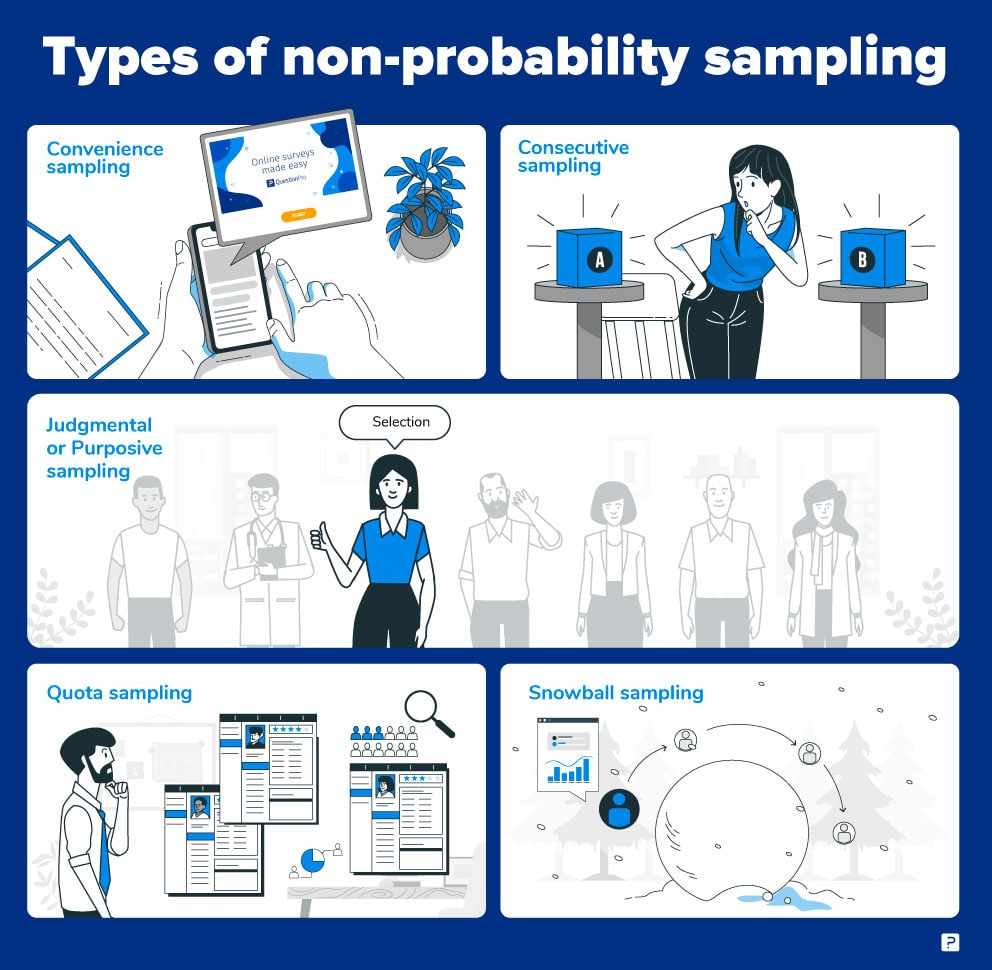 Types of non-probability sampling
Convenience
sampling
Online surveys
made easy
QuestionPro
START
Consecutive
sampling
A
B
Judgmental
or Purposive
sampling
Selection
Quota sampling
Snowball sampling
?